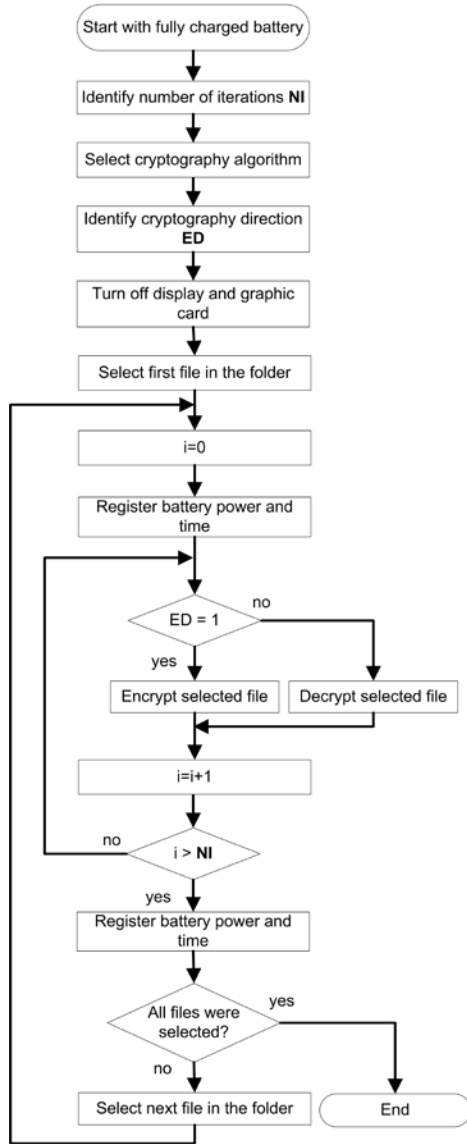 Start with fully charged battery
Identify number of iterations NI
Select cryptography algorithm
Identify cryptography direction
ED
Turn off display and graphic
card
Select first file in the folder
i=0
Register battery power and
time
ED = 1
no
yes
Encrypt selected file
Decrypt selected file
i=i+1
i > NI
no
yes
Register battery power and
time
All files were
selected?
yes
no
Select next file in the folder
End